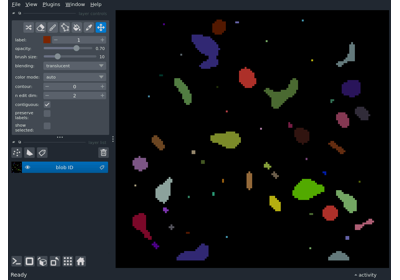 File View Plugins Window Help
label: 1
opacity: 0.70
brush size: 10
blending: translucent
color mode: auto
contour: 0
n edit dim: 2
contiguous:
preserve
labels:
show
selected:
blob ID
Ready
activity